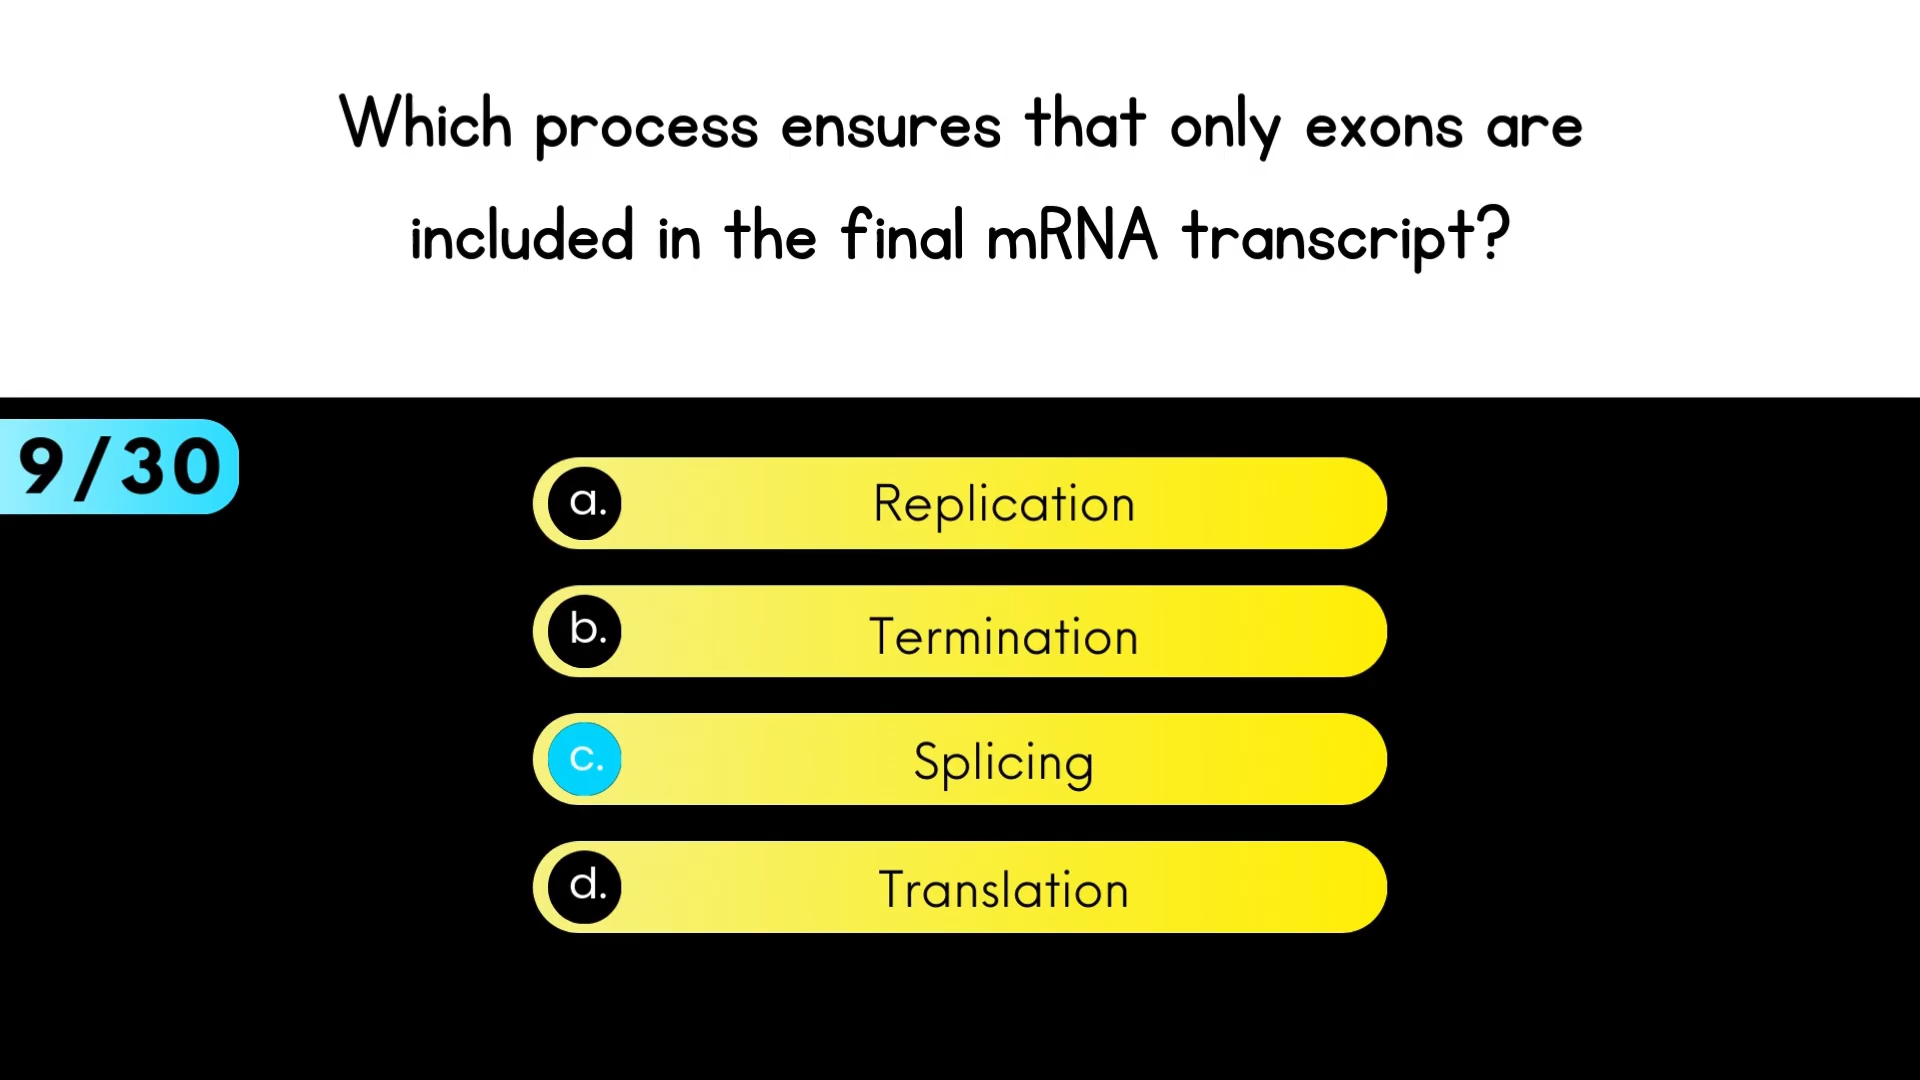 Which process ensures that only exons are
included in the final mRNA transcript?
9/30
a. Replication
b. Termination
c. Splicing
d. Translation